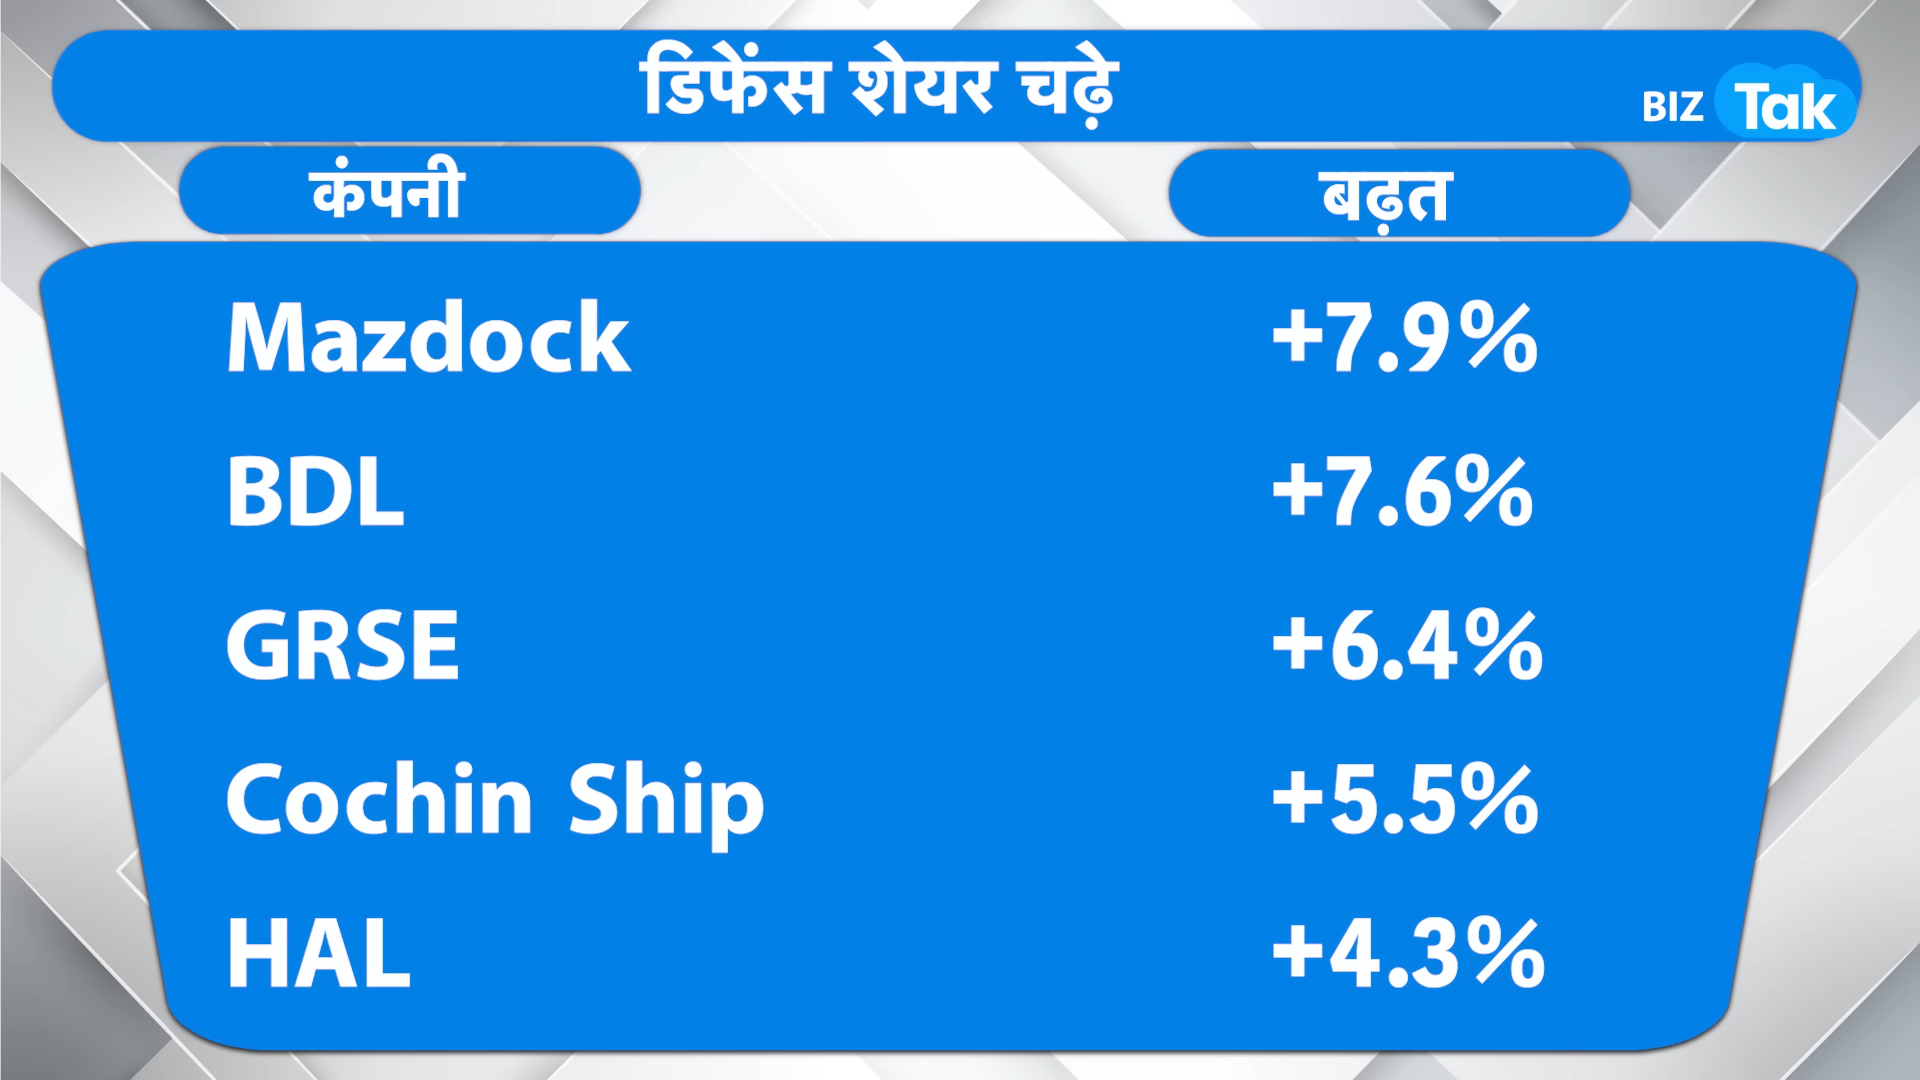 डिफेंस शेयर चढ़े
BIZ Tak
कंपनी बढ़त
Mazdock +7.9%
BDL +7.6%
GRSE +6.4%
Cochin Ship +5.5%
HAL +4.3%